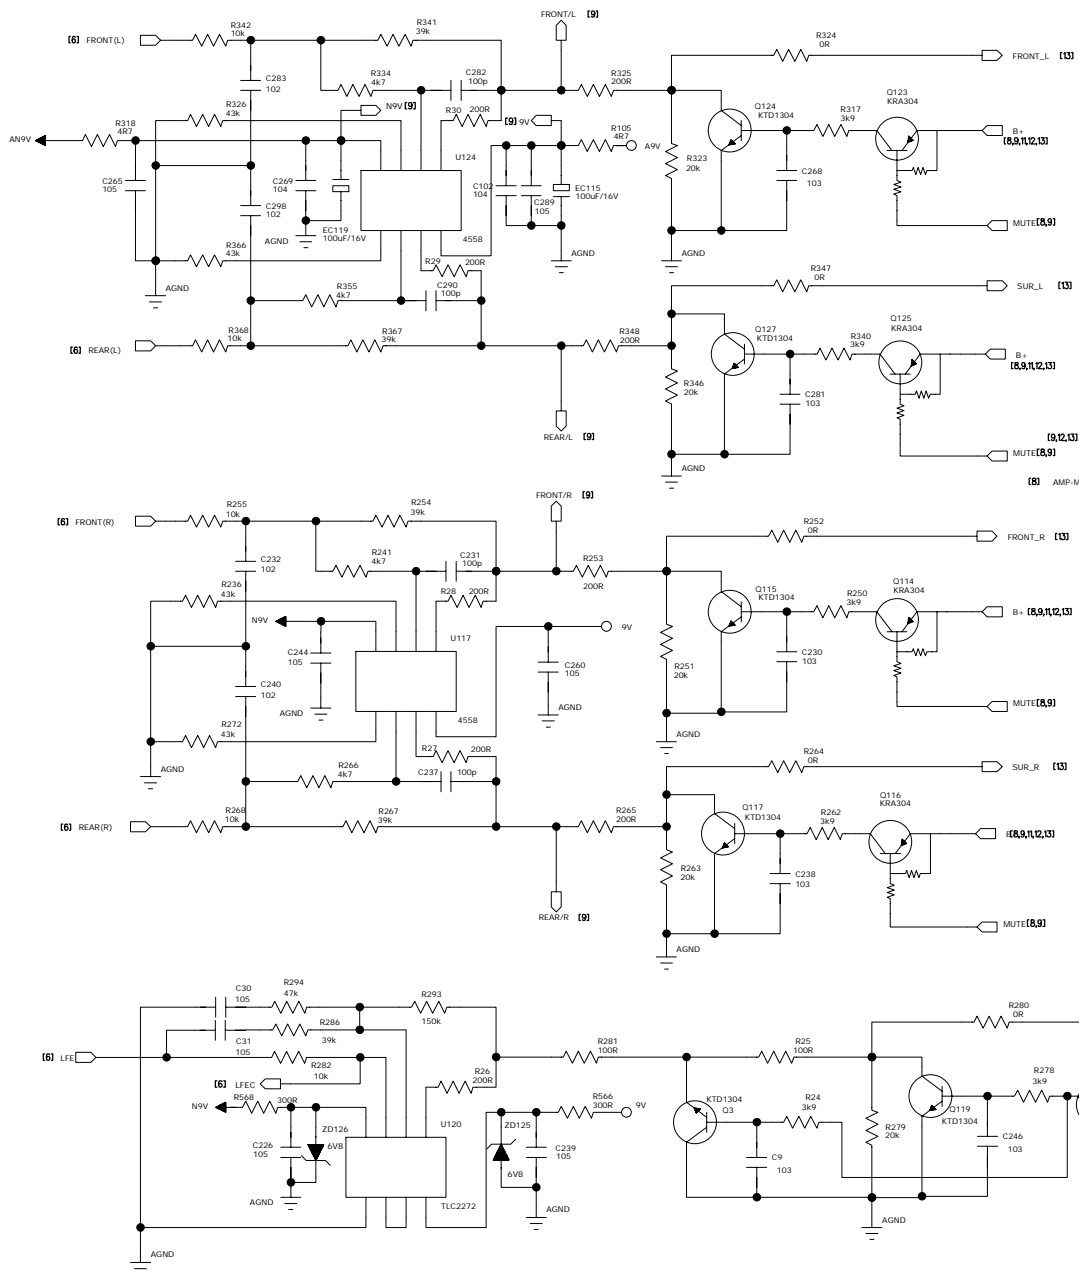 FRONT/L [9]
R342
10k
R341
39k
[6] FRONT(L)
R324
0R
FRONT_L [13]
C283
102
R334
4k7
C282
100p
R325
200R
N9V [9]
R326
43k
R30 200R
[9] 9V
Q124
KTD1304
R317
3k9
Q123
KRA304
AN9V
R318
4R7
R105
4R7
A9V
B+
[8,9,11,12,13]
U124
C265
105
C269
104
C298
102
C102
104
C289
105
EC115
100uF/16V
R323
20k
C268
103
EC119
100uF/16V
AGND
4558
AGND
MUTE[8,9]
R366
43k
R29 200R
AGND
AGND
R355
4k7
C290
100p
R347
0R
SUR_L [13]
R368
10k
R367
39k
[6] REAR(L)
R348
200R
Q127
KTD1304
R340
3k9
Q125
KRA304
B+
[8,9,11,12,13]
R346
20k
C281
103
REAR/L [9]
[9,12,13]
MUTE[8,9]
AGND
[8] AMP-M
FRONT/R [9]
R255
10k
R254
39k
[6] FRONT(R)
R252
0R
FRONT_R [13]
C232
102
R241
4k7
C231
100p
R253
200R
R236
43k
R28 200R
Q115
KTD1304
R250
3k9
Q114
KRA304
N9V
9V
B+ [8,9,11,12,13]
U117
C244
105
C260
105
R251
20k
C230
103
C240
102
AGND
4558
AGND
MUTE[8,9]
R272
43k
R27 200R
AGND
AGND
R266
4k7
C237 100p
R264
0R
SUR_R [13]
R268
10k
R267
39k
[6] REAR(R)
R265
200R
Q117
KTD1304
R262
3k9
Q116
KRA304
[8,9,11,12,13]
R263
20k
C238
103
REAR/R [9]
MUTE[8,9]
AGND
C30
105
R294
47k
R293
150k
R280
0R
C31
105
R286
39k
[6] LFE
R282
10k
R281
100R
R25
100R
[6] LFEC
R26
200R
R278
3k9
N9V
R568 300R
R566
300R
9V
KTD1304
Q3
R24
3k9
Q119
KTD1304
ZD126
6V8
U120
ZD125
6V8
C226
105
C239
105
R279
20k
C246
103
C9
103
AGND
TLC2272
AGND
AGND
AGND